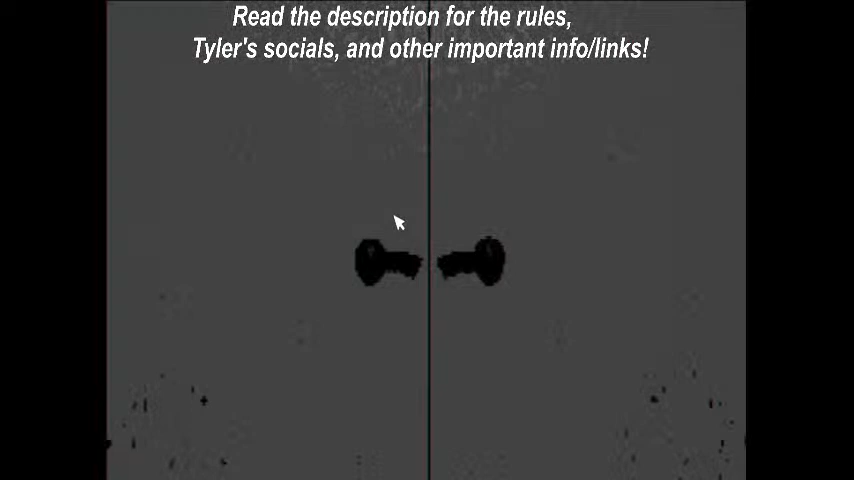 Read the description for the rules,
Tyler's socials, and other important info/links!